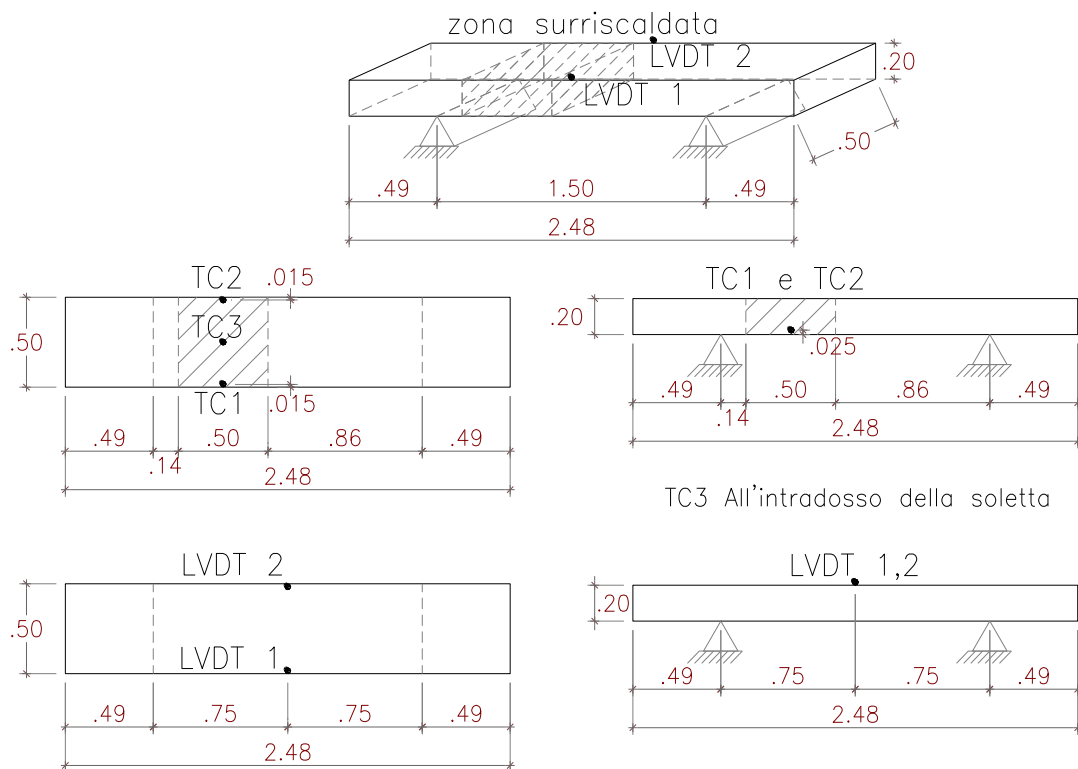 zona surriscaldata
LVDT 2
LVDT 1
.20
.50
.49 1.50 .49
2.48
TC2
.015
TC3
.50
TC1
.015
.49 .14 .50 .86 .49
2.48
TC1 e TC2
.20
.025
.49 .14 .50 .86 .49
2.48
TC3 All'intradosso della soletta
LVDT 2
.50
LVDT 1
.49 .75 .75 .49
2.48
LVDT 1,2
.20
.49 .75 .75 .49
2.48